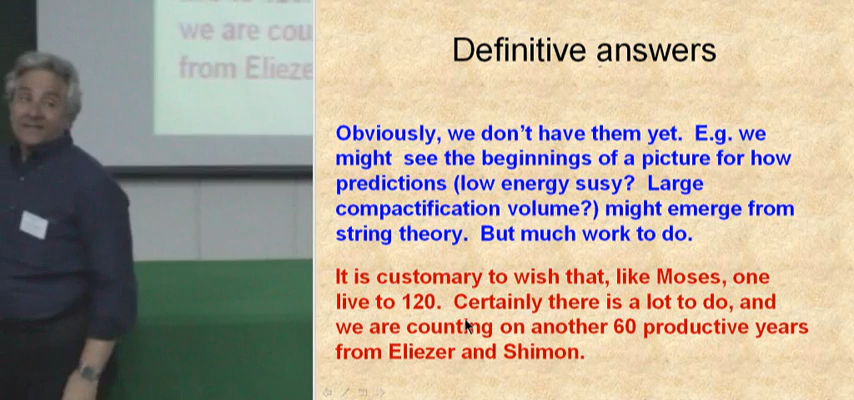 we are cou
from Elieze
Definitive answers
Obviously, we don't have them yet. E.g. we
might see the beginnings of a picture for how
predictions (low energy susy? Large
compactification volume?) might emerge from
string theory. But much work to do.
It is customary to wish that, like Moses, one
live to 120. Certainly there is a lot to do, and
we are counting on another 60 productive years
from Eliezer and Shimon.